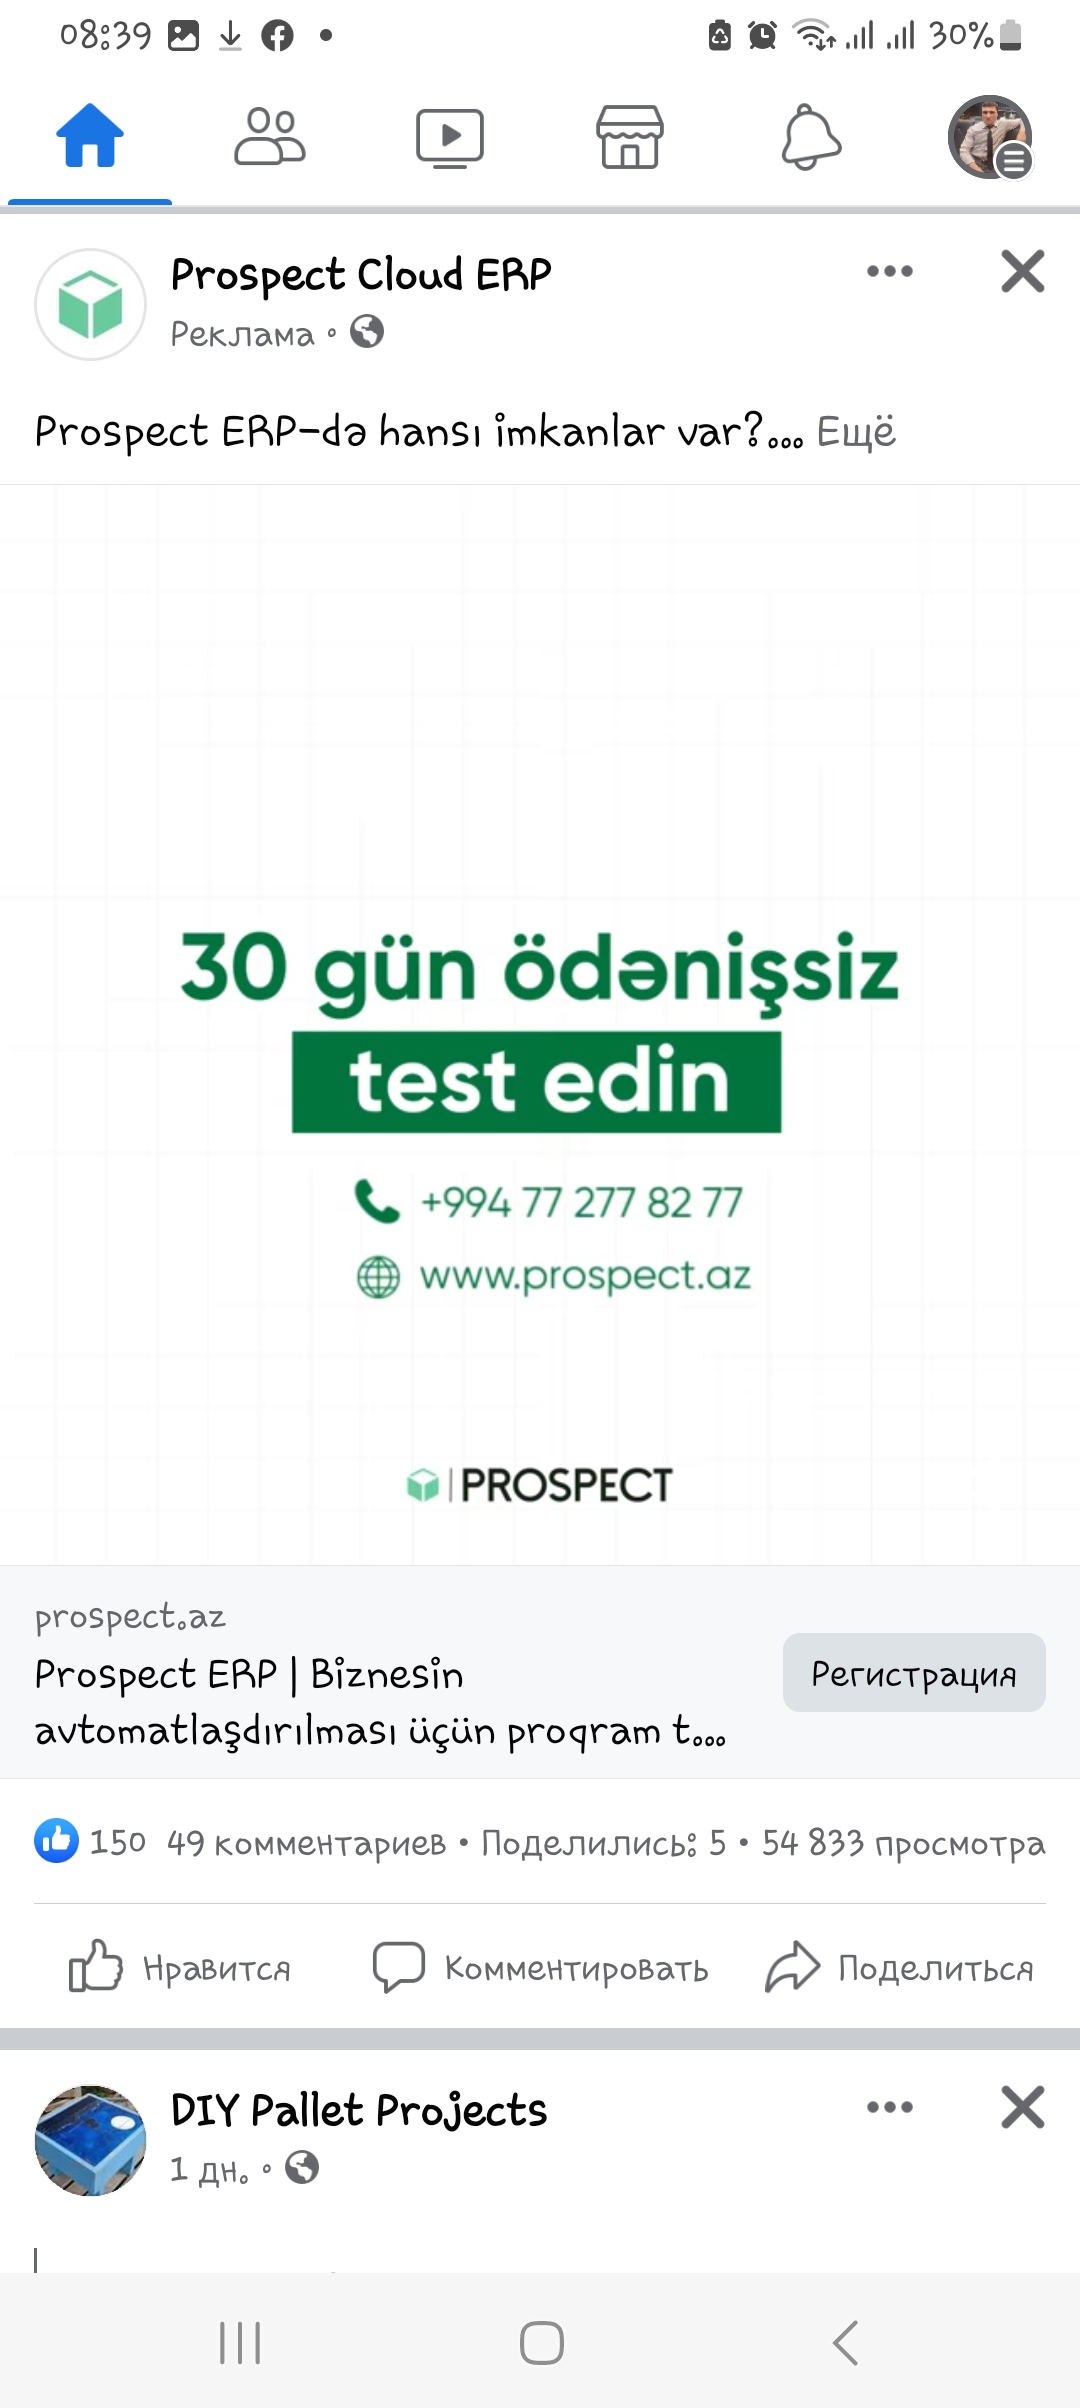 08:39
30%
Prospect Cloud ERP
Реклама
Prospect ERP-də hansı imkanlar var?... Ещё
30 gün ödənişsiz
test edin
+994 77 277 82 77
www.prospect.az
PROSPECT
prospect.az
Prospect ERP | Biznesin
avtomatlaşdırılması üçün proqram t...
Регистрация
150 49 комментариев • Поделились: 5 • 54 833 просмотра
Нравится Комментировать Поделиться
DIY Pallet Projects
1 дн.